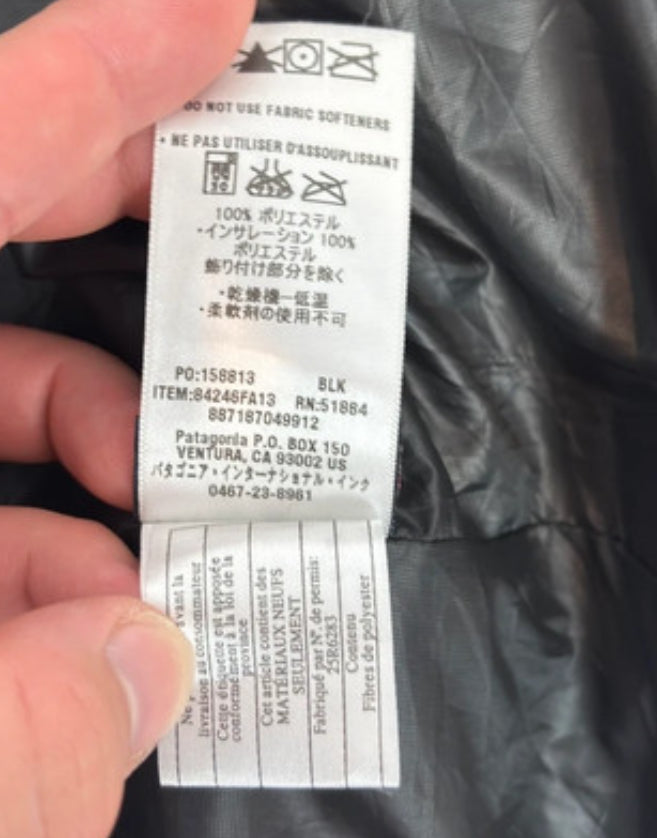 DO NOT USE FABRIC SOFTENERS
• NE PAS UTILISER D'ASSOUPLISSANT
100% ポリエステル
・インサレーション 100%
ポリエステル
飾り付け部分を除く
・乾燥機ー低温
・柔軟剤の使用不可
PO:158813 BLK
ITEM:84246FA13 RN:51884
887187049912
Patagonia P.O. BOX 150
VENTURA, CA 93002 US
パタゴニア・インターナショナル・インク
0467-23-8961
Ne vant la
livraison au consommateur
Cette étiquette est apposée
conformément à la loi de la
province
Cet article contient des
MATÉRIAUX NEUFS
SEULEMENT
Fabriqué par N°. de permis:
25R6283
Contenu
Fibres de polyester